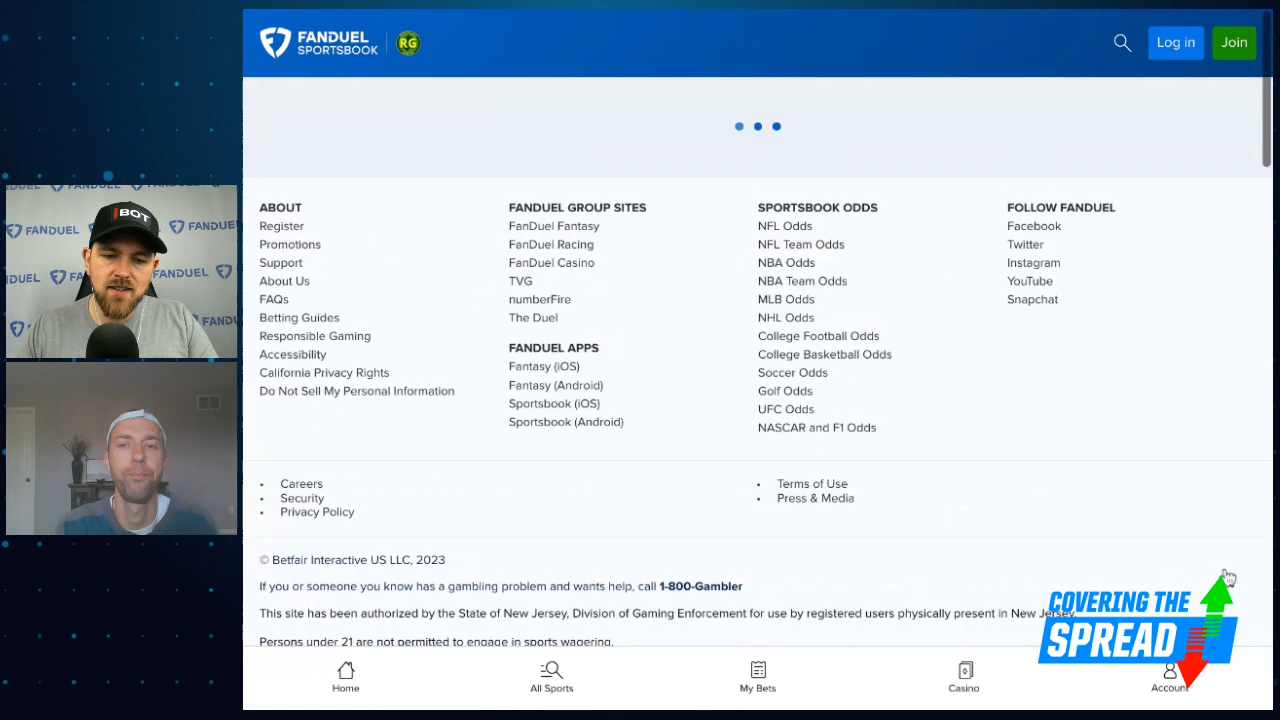 FANDUEL
SPORTSBOOK
RG
Log in
Join
ABOUT
Register
Promotions
Support
About Us
FAQs
Betting Guides
Responsible Gaming
Accessibility
California Privacy Rights
Do Not Sell My Personal Information
FANDUEL GROUP SITES
FanDuel Fantasy
FanDuel Racing
FanDuel Casino
TVG
numberFire
The Duel
FANDUEL APPS
Fantasy (iOS)
Fantasy (Android)
Sportsbook (iOS)
Sportsbook (Android)
SPORTSBOOK ODDS
NFL Odds
NFL Team Odds
NBA Odds
NBA Team Odds
MLB Odds
NHL Odds
College Football Odds
College Basketball Odds
Soccer Odds
Golf Odds
UFC Odds
NASCAR and F1 Odds
FOLLOW FANDUEL
Facebook
Twitter
Instagram
YouTube
Snapchat
• Careers
• Security
• Privacy Policy
• Terms of Use
• Press & Media
© Betfair Interactive US LLC, 2023
If you or someone you know has a gambling problem and wants help, call 1-800-Gambler
This site has been authorized by the State of New Jersey, Division of Gaming Enforcement for use by registered users physically present in New Jersey.
Persons under 21 are not permitted to engage in sports wagering.
Home
All Sports
My Bets
Casino
Account
COVERING THE
SPREAD
BOT
FANDUEL
FANDUEL